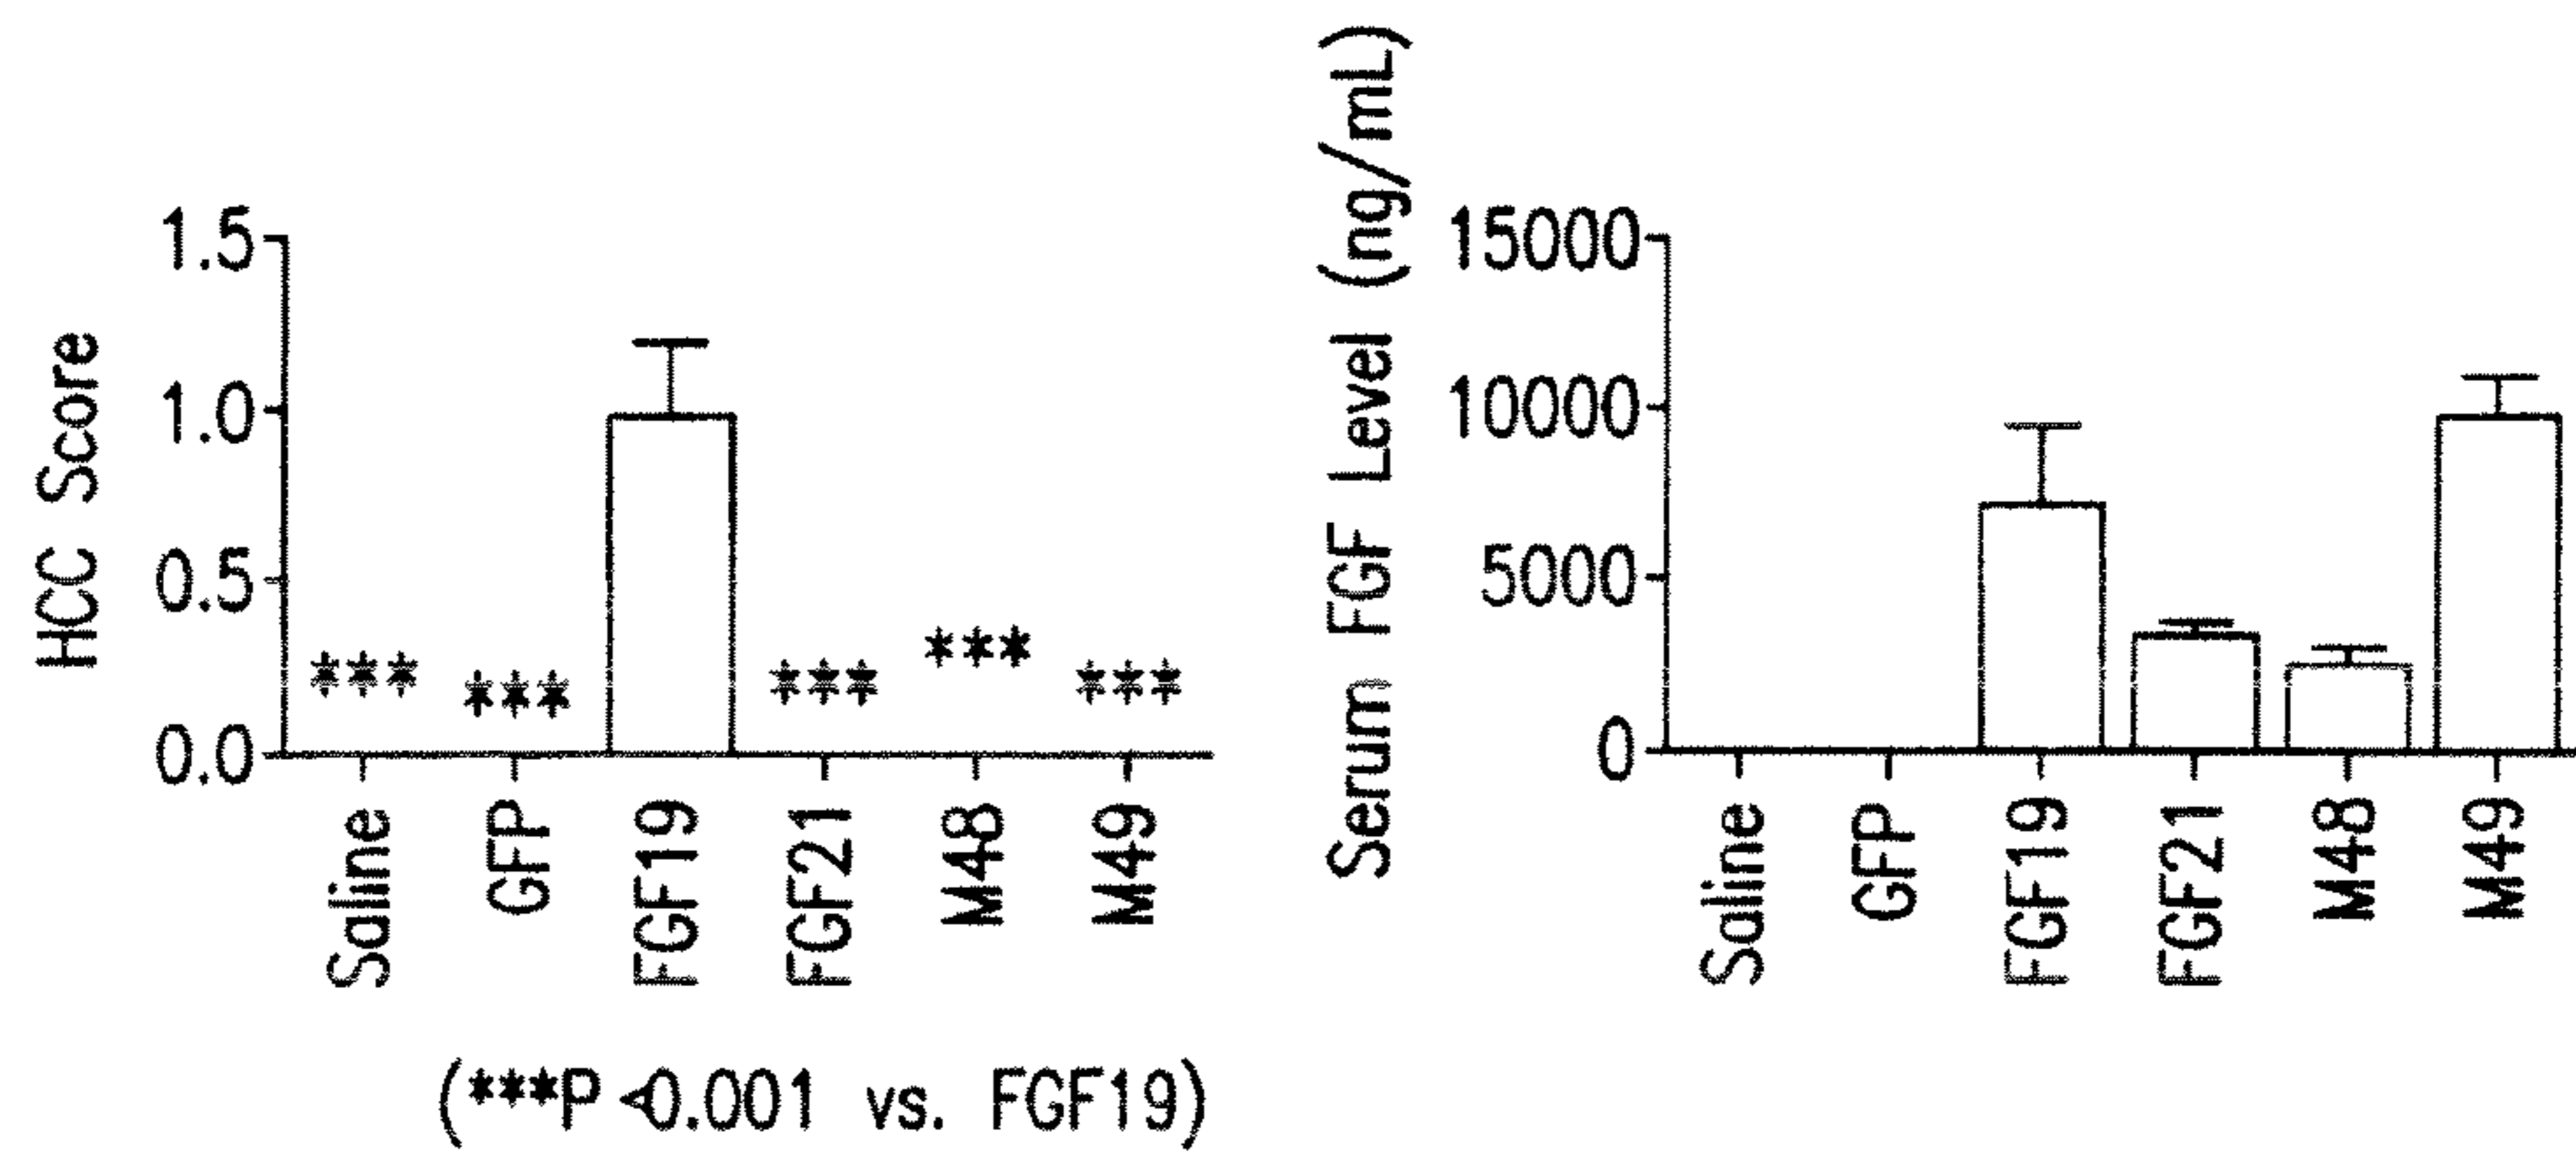 HCC Score
1.5
1.0
0.5
0.0
***
***
***
***
***
Saline
GFP
FGF19
FGF21
M48
M49
(***P<0.001 vs. FGF19)
Serum FGF Level (ng/mL)
15000
10000
5000
0
Saline
GFP
FGF19
FGF21
M48
M49